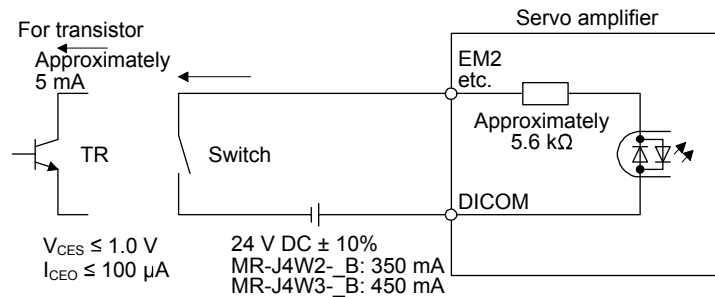 For transistor
Approximately
5 mA
TR
Switch
Servo amplifier
EM2
etc.
Approximately
5.6 kΩ
DICOM
VCES ≤ 1.0 V
ICEO ≤ 100 µA
24 V DC ± 10%
MR-J4W2-_B: 350 mA
MR-J4W3-_B: 450 mA